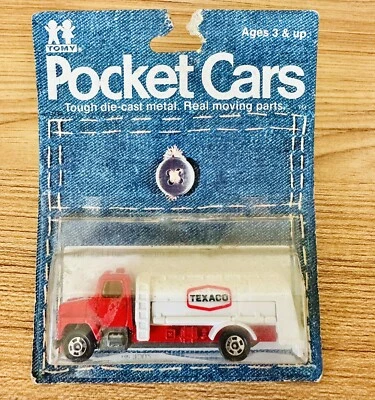 TOMY
Ages 3 & up
Pocket Cars
Tough die-cast metal. Real moving parts.
TEXACO